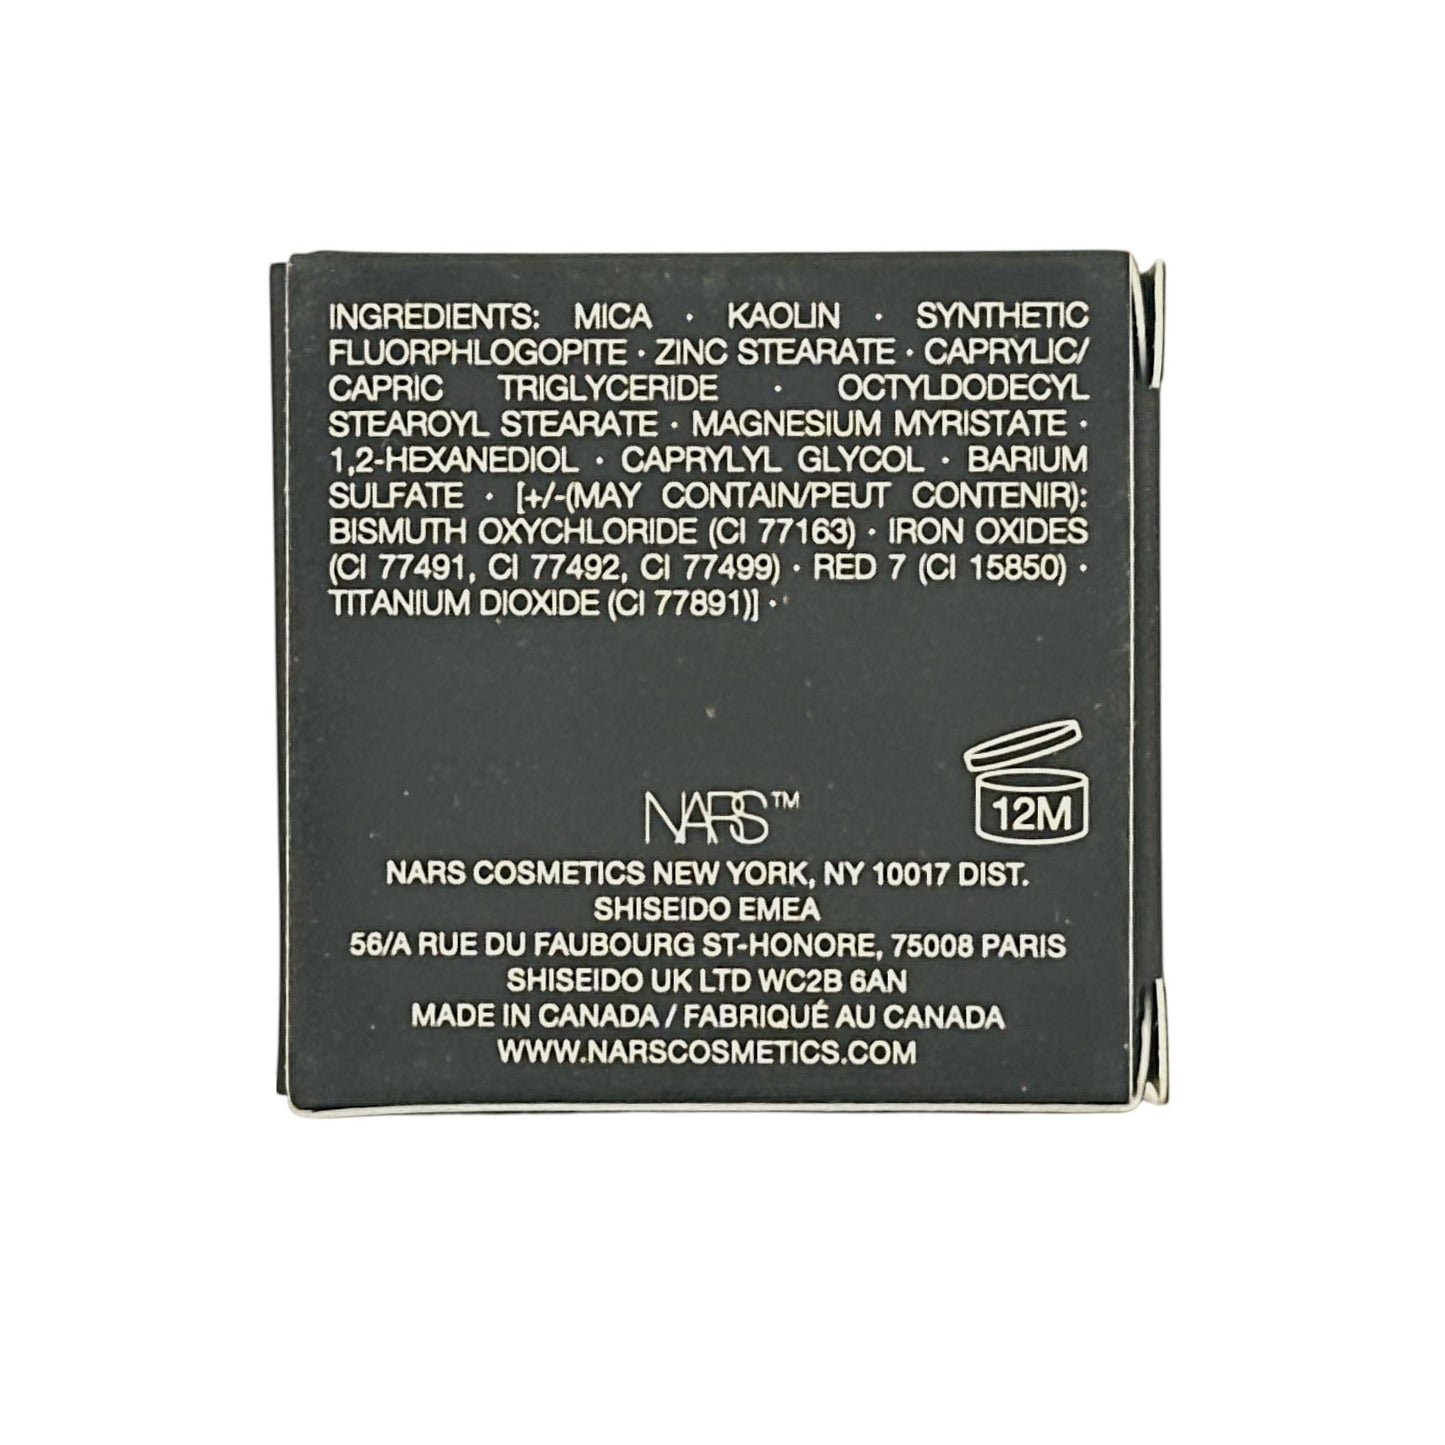 INGREDIENTS: MICA · KAOLIN · SYNTHETIC
FLUORPHLOGOPITE · ZINC STEARATE · CAPRYLIC/
CAPRIC TRIGLYCERIDE · OCTYLDODECYL
STEAROYL STEARATE · MAGNESIUM MYRISTATE ·
1,2-HEXANEDIOL · CAPRYLYL GLYCOL · BARIUM
SULFATE · [+/-(MAY CONTAIN/PEUT CONTENIR):
BISMUTH OXYCHLORIDE (CI 77163) · IRON OXIDES
(CI 77491, CI 77492, CI 77499) · RED 7 (CI 15850) ·
TITANIUM DIOXIDE (CI 77891)] ·
12M
NARS™
NARS COSMETICS NEW YORK, NY 10017 DIST.
SHISEIDO EMEA
56/A RUE DU FAUBOURG ST-HONORE, 75008 PARIS
SHISEIDO UK LTD WC2B 6AN
MADE IN CANADA / FABRIQUÉ AU CANADA
WWW.NARSCOSMETICS.COM